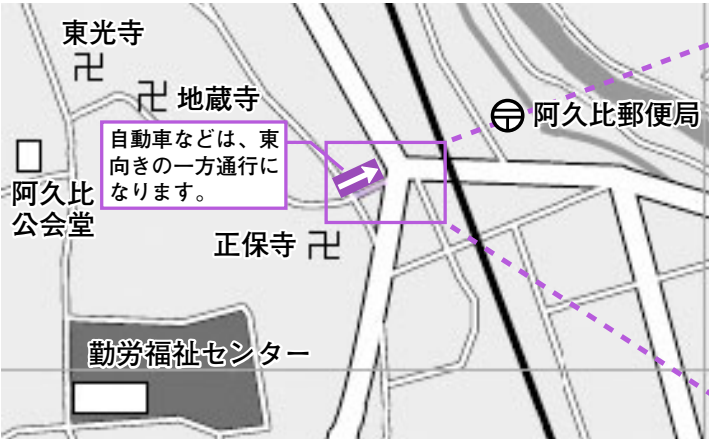 東光寺
地蔵寺
阿久比郵便局
自動車などは、東
向きの一方通行に
なります。
阿久比
公会堂
正保寺
勤労福祉センター